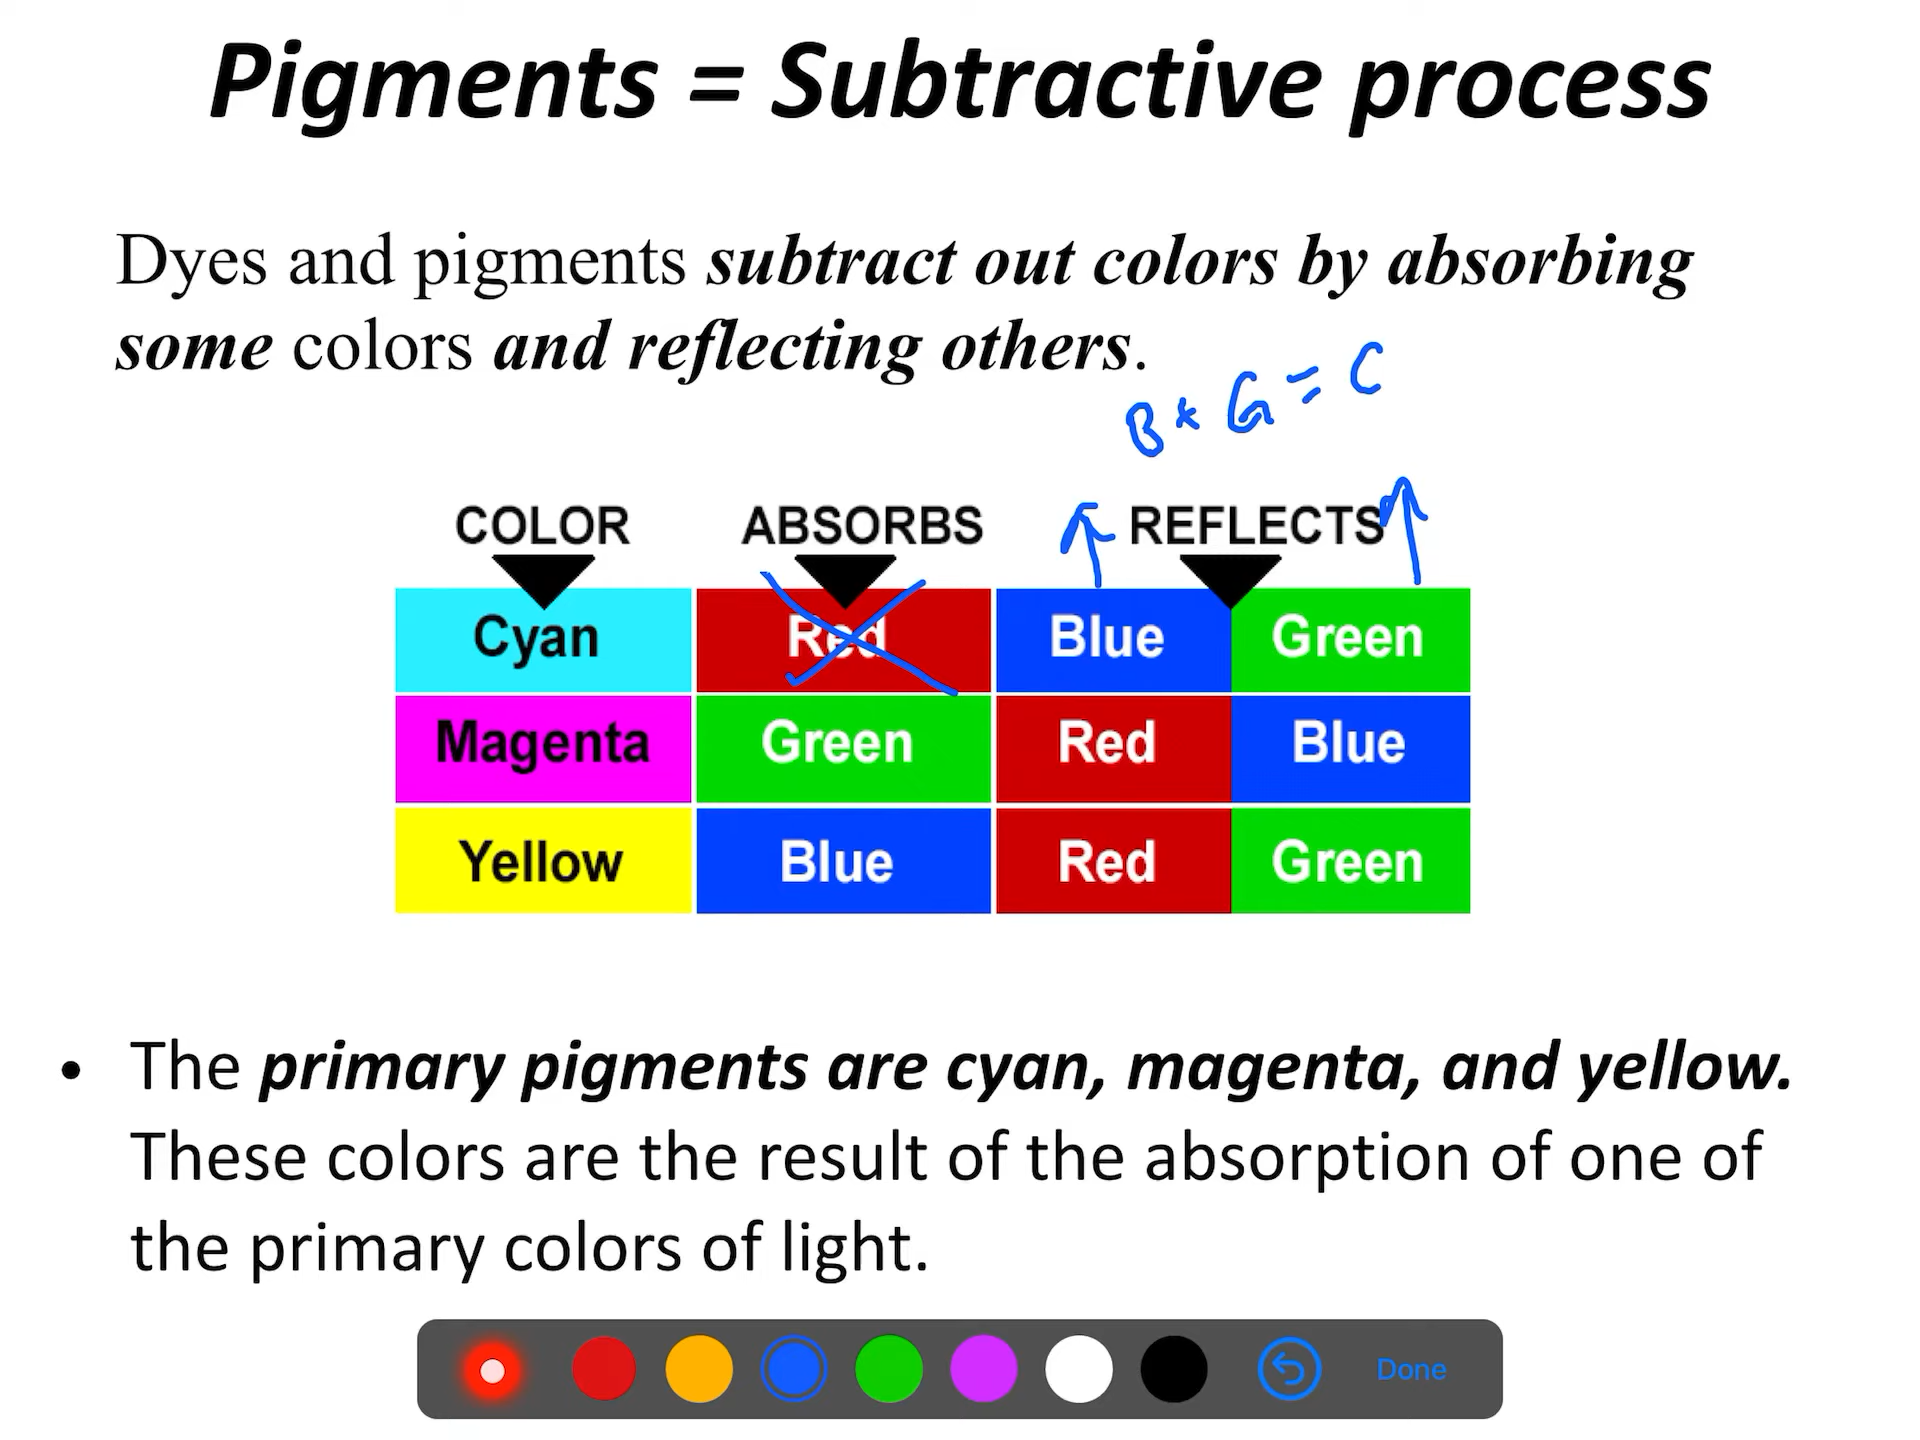 Pigments = Subtractive process
Dyes and pigments subtract out colors by absorbing
some colors and reflecting others.
B + G = C
COLOR ABSORBS REFLECTS
Cyan Red Blue Green
Magenta Green Red Blue
Yellow Blue Red Green
• The primary pigments are cyan, magenta, and yellow.
These colors are the result of the absorption of one of
the primary colors of light.
Done